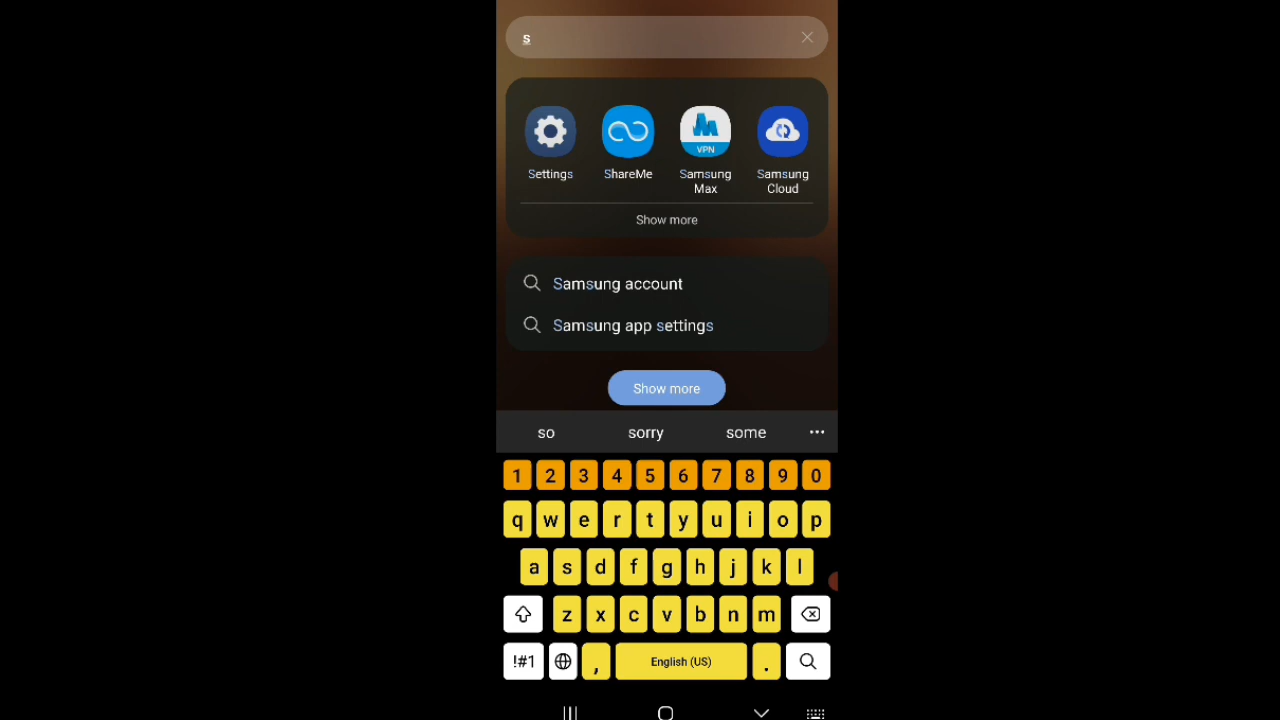 s
Settings ShareMe Samsung Max Samsung Cloud
VPN
Show more
Samsung account
Samsung app settings
Show more
so sorry some
1 2 3 4 5 6 7 8 9 0
q w e r t y u i o p
a s d f g h j k l
z x c v b n m
!#1 , English (US) .